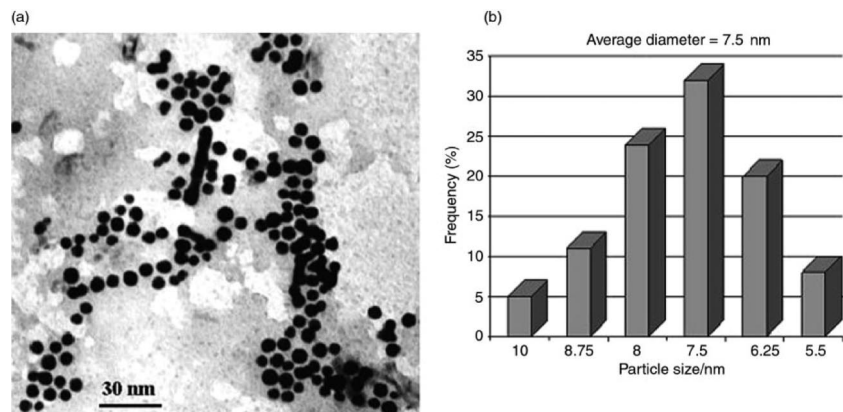 (a)
30 nm
(b)
Average diameter = 7.5 nm
Frequency (%)
35
30
25
20
15
10
5
0
10 8.75 8 7.5 6.25 5.5
Particle size/nm